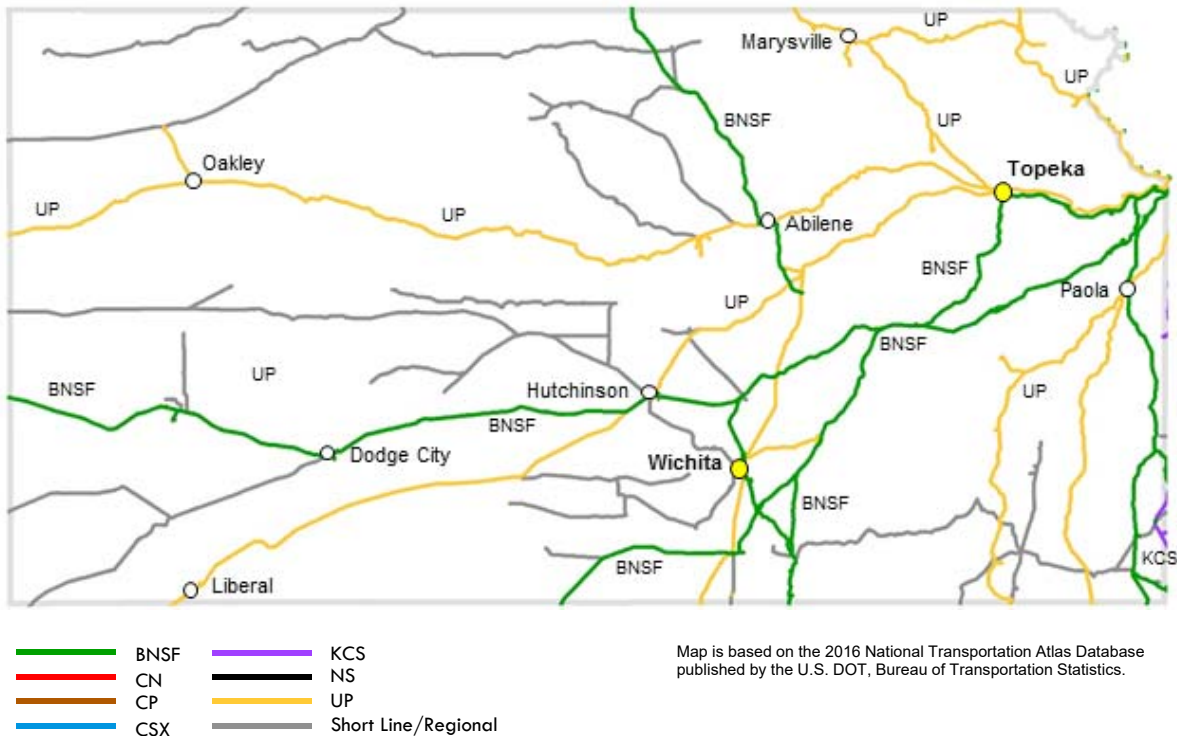 UP
Marysville
UP
BNSF
UP
Oakley
Topeka
UP
UP
Abilene
BNSF
Paola
UP
BNSF
UP
BNSF
Hutchinson
UP
BNSF
Dodge City
Wichita
BNSF
BNSF
KCS
Liberal
BNSF
CN
CP
CSX
KCS
NS
UP
Short Line/Regional
Map is based on the 2016 National Transportation Atlas Database
published by the U.S. DOT, Bureau of Transportation Statistics.